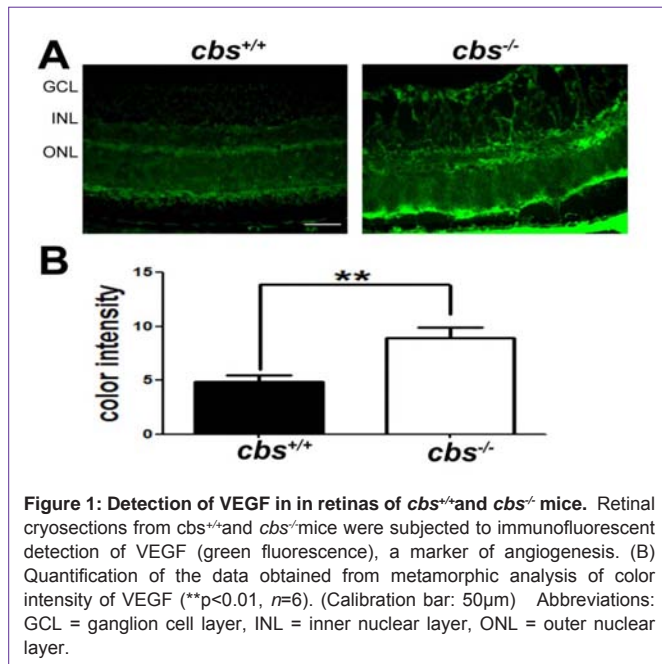 cbs+/+ cbs-/-
A
GCL
INL
ONL
B
**
15
10
5
0
color intensity
cbs+/+ cbs-/-
Figure 1: Detection of VEGF in in retinas of cbs+/+and cbs-/- mice. Retinal
cryosections from cbs+/+and cbs-/-mice were subjected to immunofluorescent
detection of VEGF (green fluorescence), a marker of angiogenesis. (B)
Quantification of the data obtained from metamorphic analysis of color
intensity of VEGF (**p<0.01, n=6). (Calibration bar: 50μm) Abbreviations:
GCL = ganglion cell layer, INL = inner nuclear layer, ONL = outer nuclear
layer.